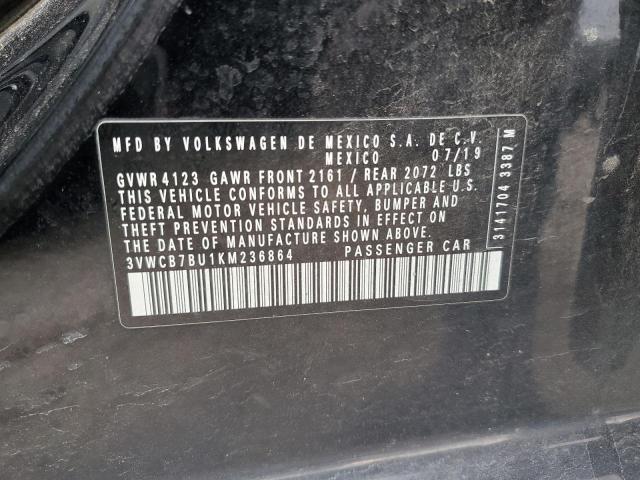 MFD BY VOLKSWAGEN DE MEXICO S.A. DE C.V.
MEXICO 07/19
GVWR 4123 GAWR FRONT 2161 / REAR 2072 LBS
THIS VEHICLE CONFORMS TO ALL APPLICABLE U.S.
FEDERAL MOTOR VEHICLE SAFETY, BUMPER AND
THEFT PREVENTION STANDARDS IN EFFECT ON
THE DATE OF MANUFACTURE SHOWN ABOVE.
3VWCB7BU1KM236864 PASSENGER CAR
3141704 3387 M